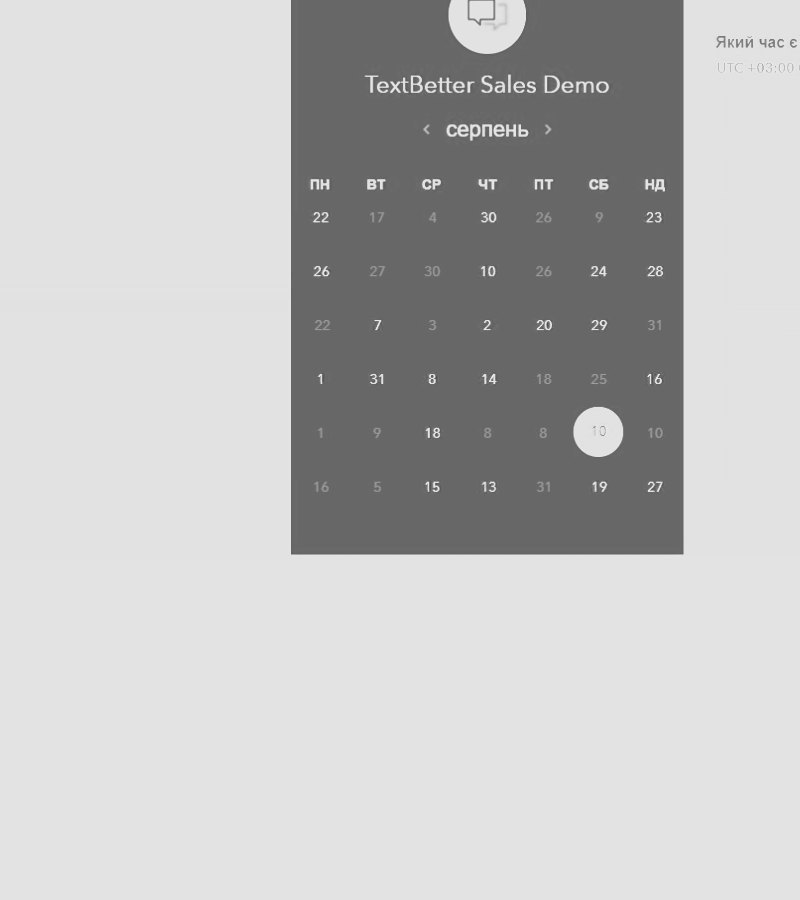 TextBetter Sales Demo
серпень
ПН ВТ СР ЧТ ПТ СБ НД
22 17 4 30 26 9 23
26 27 30 10 26 24 28
22 7 3 2 20 29 31
1 31 8 14 18 25 16
1 9 18 8 8 10 10
16 5 15 13 31 19 27
Який час є
UTC +03:00